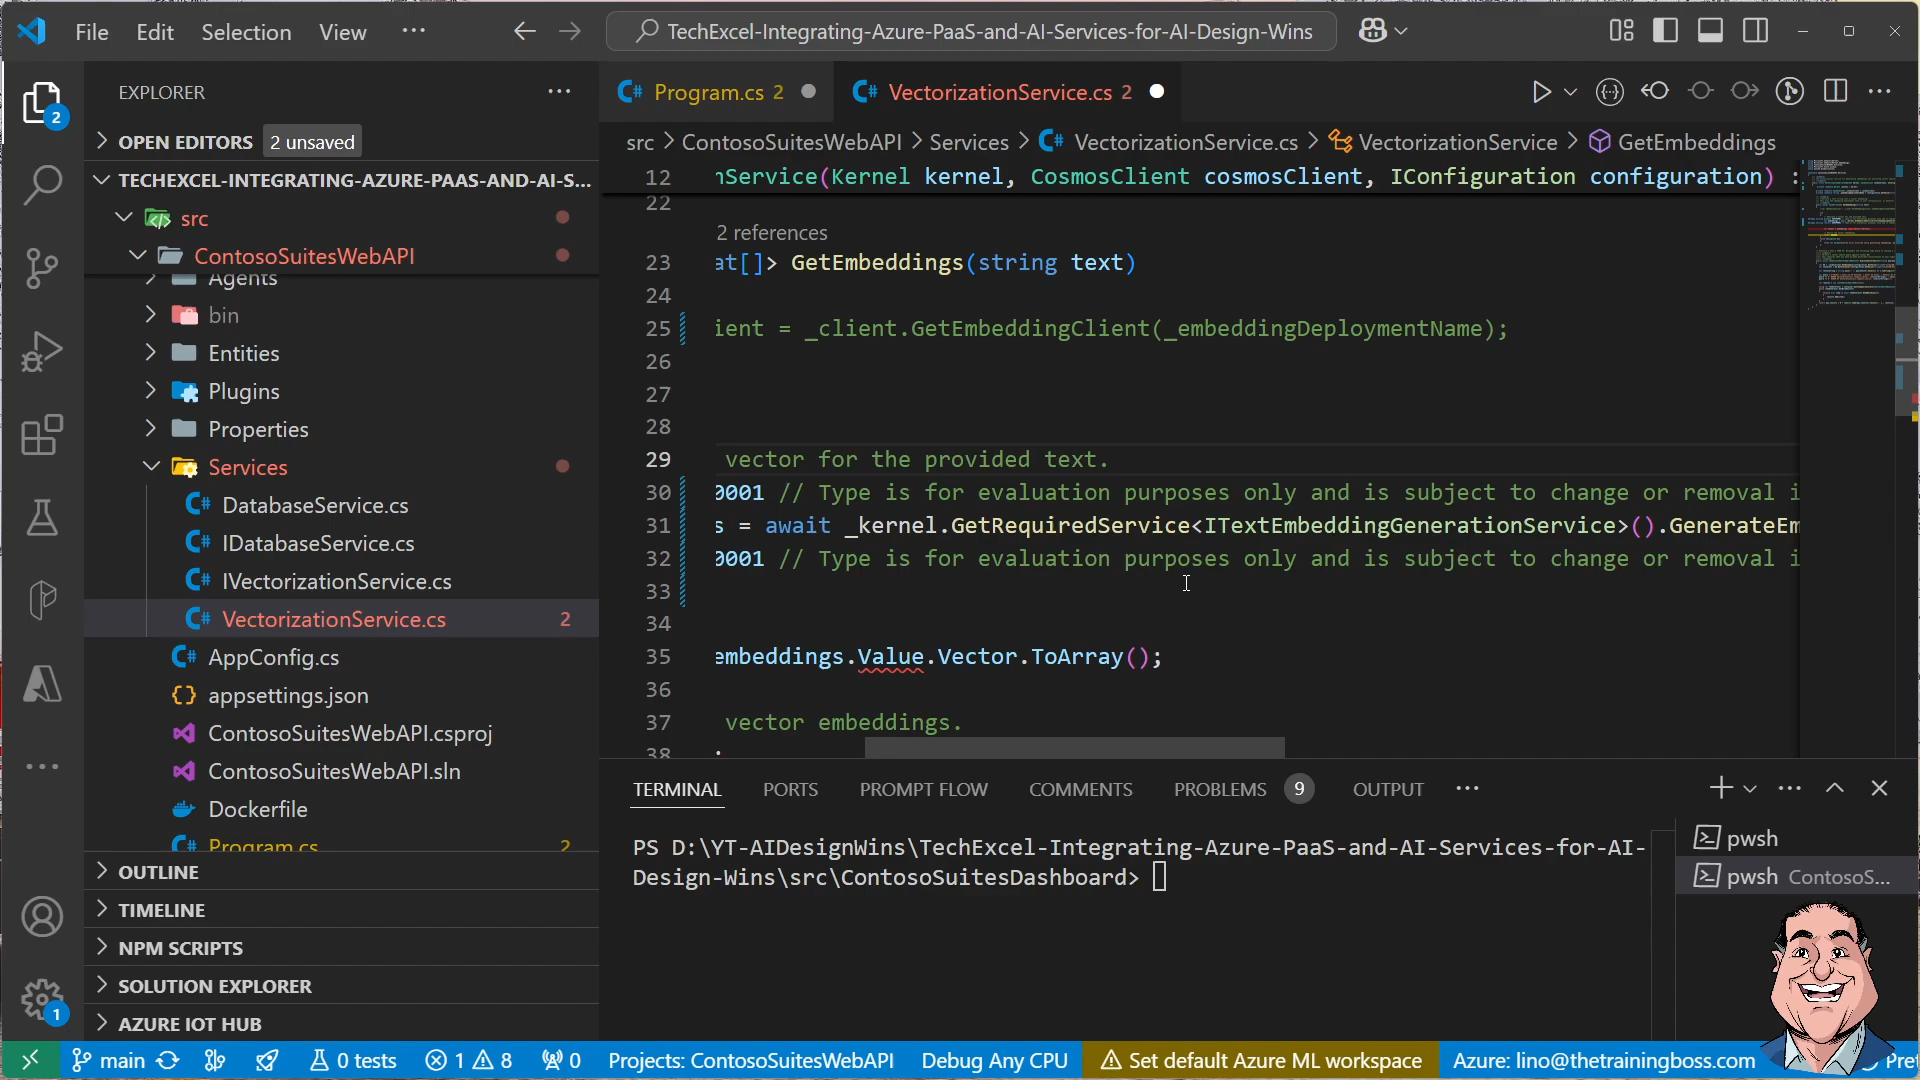 File Edit Selection View ···
TechExcel-Integrating-Azure-PaaS-and-AI-Services-for-AI-Design-Wins
EXPLORER
OPEN EDITORS 2 unsaved
TECHEXCEL-INTEGRATING-AZURE-PAAS-AND-AI-S...
src
ContosoSuitesWebAPI
Agents
bin
Entities
Plugins
Properties
Services
DatabaseService.cs
IDatabaseService.cs
IVectorizationService.cs
VectorizationService.cs 2
AppConfig.cs
appsettings.json
ContosoSuitesWebAPI.csproj
ContosoSuitesWebAPI.sln
Dockerfile
Program.cs 2
OUTLINE
TIMELINE
NPM SCRIPTS
SOLUTION EXPLORER
AZURE IOT HUB
2
1
Program.cs 2 VectorizationService.cs 2
src > ContosoSuitesWebAPI > Services > VectorizationService.cs > VectorizationService > GetEmbeddings
12 nService(Kernel kernel, CosmosClient cosmosClient, IConfiguration configuration) :
22
2 references
23 at[]> GetEmbeddings(string text)
24
25 ient = _client.GetEmbeddingClient(_embeddingDeploymentName);
26
27
28
29 vector for the provided text.
30 0001 // Type is for evaluation purposes only and is subject to change or removal i
31 s = await _kernel.GetRequiredService<ITextEmbeddingGenerationService>().GenerateEm
32 0001 // Type is for evaluation purposes only and is subject to change or removal i
33
34
35 embeddings.Value.Vector.ToArray();
36
37 vector embeddings.
38 ;
TERMINAL PORTS PROMPT FLOW COMMENTS PROBLEMS 9 OUTPUT ···
PS D:\YT-AIDesignWins\TechExcel-Integrating-Azure-PaaS-and-AI-Services-for-AI-
Design-Wins\src\ContosoSuitesDashboard>
pwsh
pwsh ContosoS...
main 0 tests 1 8 0 Projects: ContosoSuitesWebAPI Debug Any CPU Set default Azure ML workspace Azure: lino@thetrainingboss.com Pret